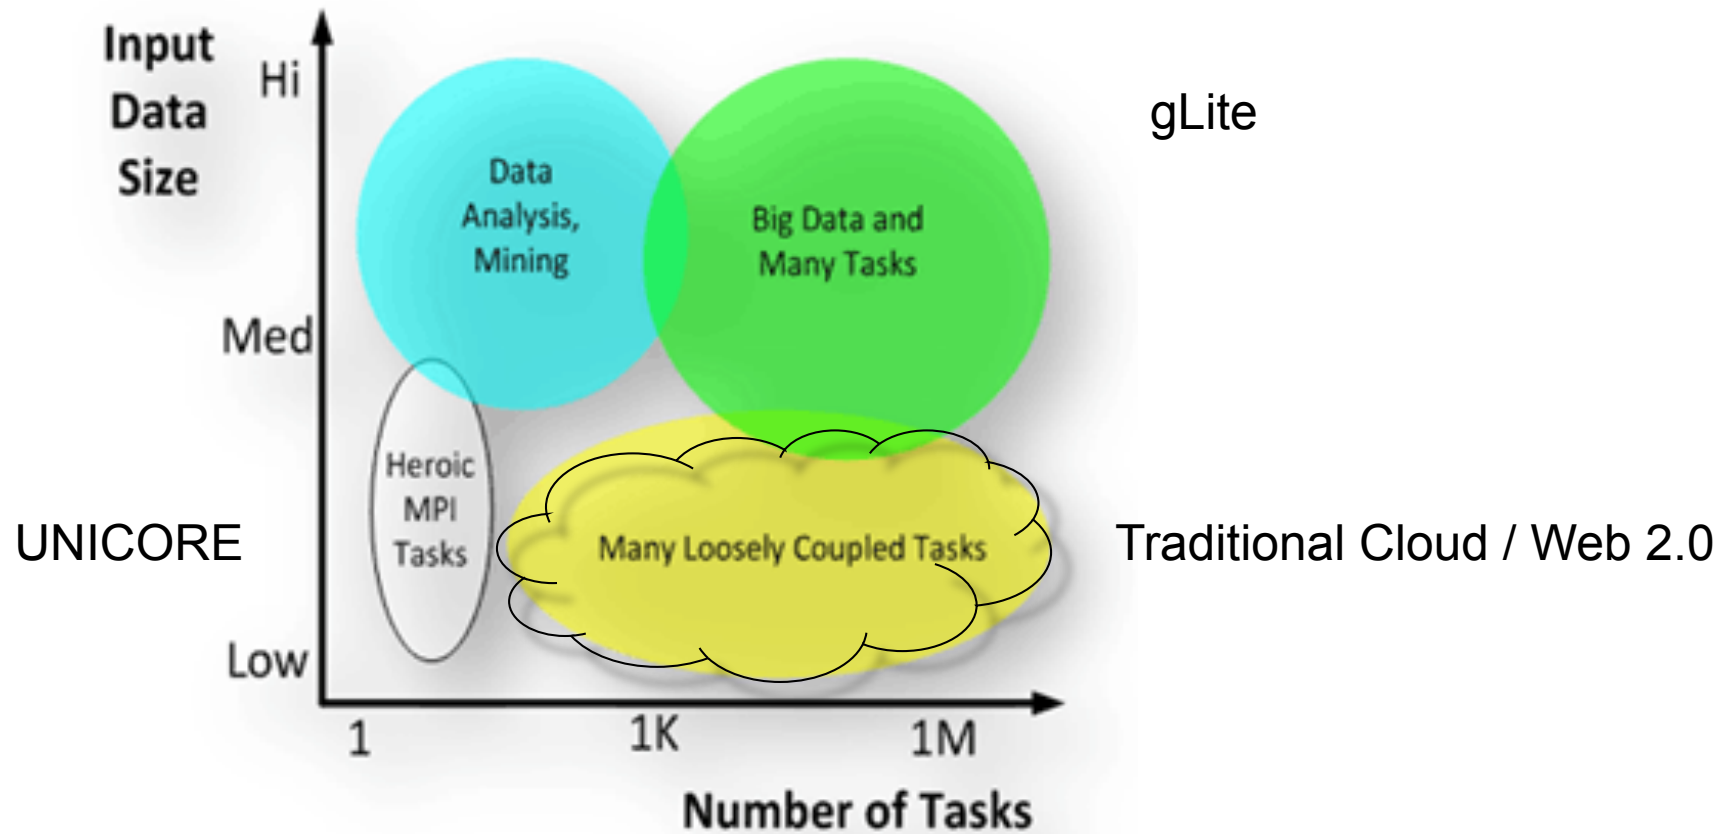 Input
Data
Size
Hi
Med
Low
Data
Analysis,
Mining
Big Data and
Many Tasks
gLite
Heroic
MPI
Tasks
UNICORE
Many Loosely Coupled Tasks
Traditional Cloud / Web 2.0
1
1K
1M
Number of Tasks